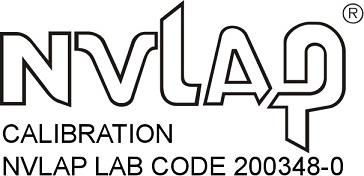 NVLAP®
CALIBRATION
NVLAP LAB CODE 200348-0